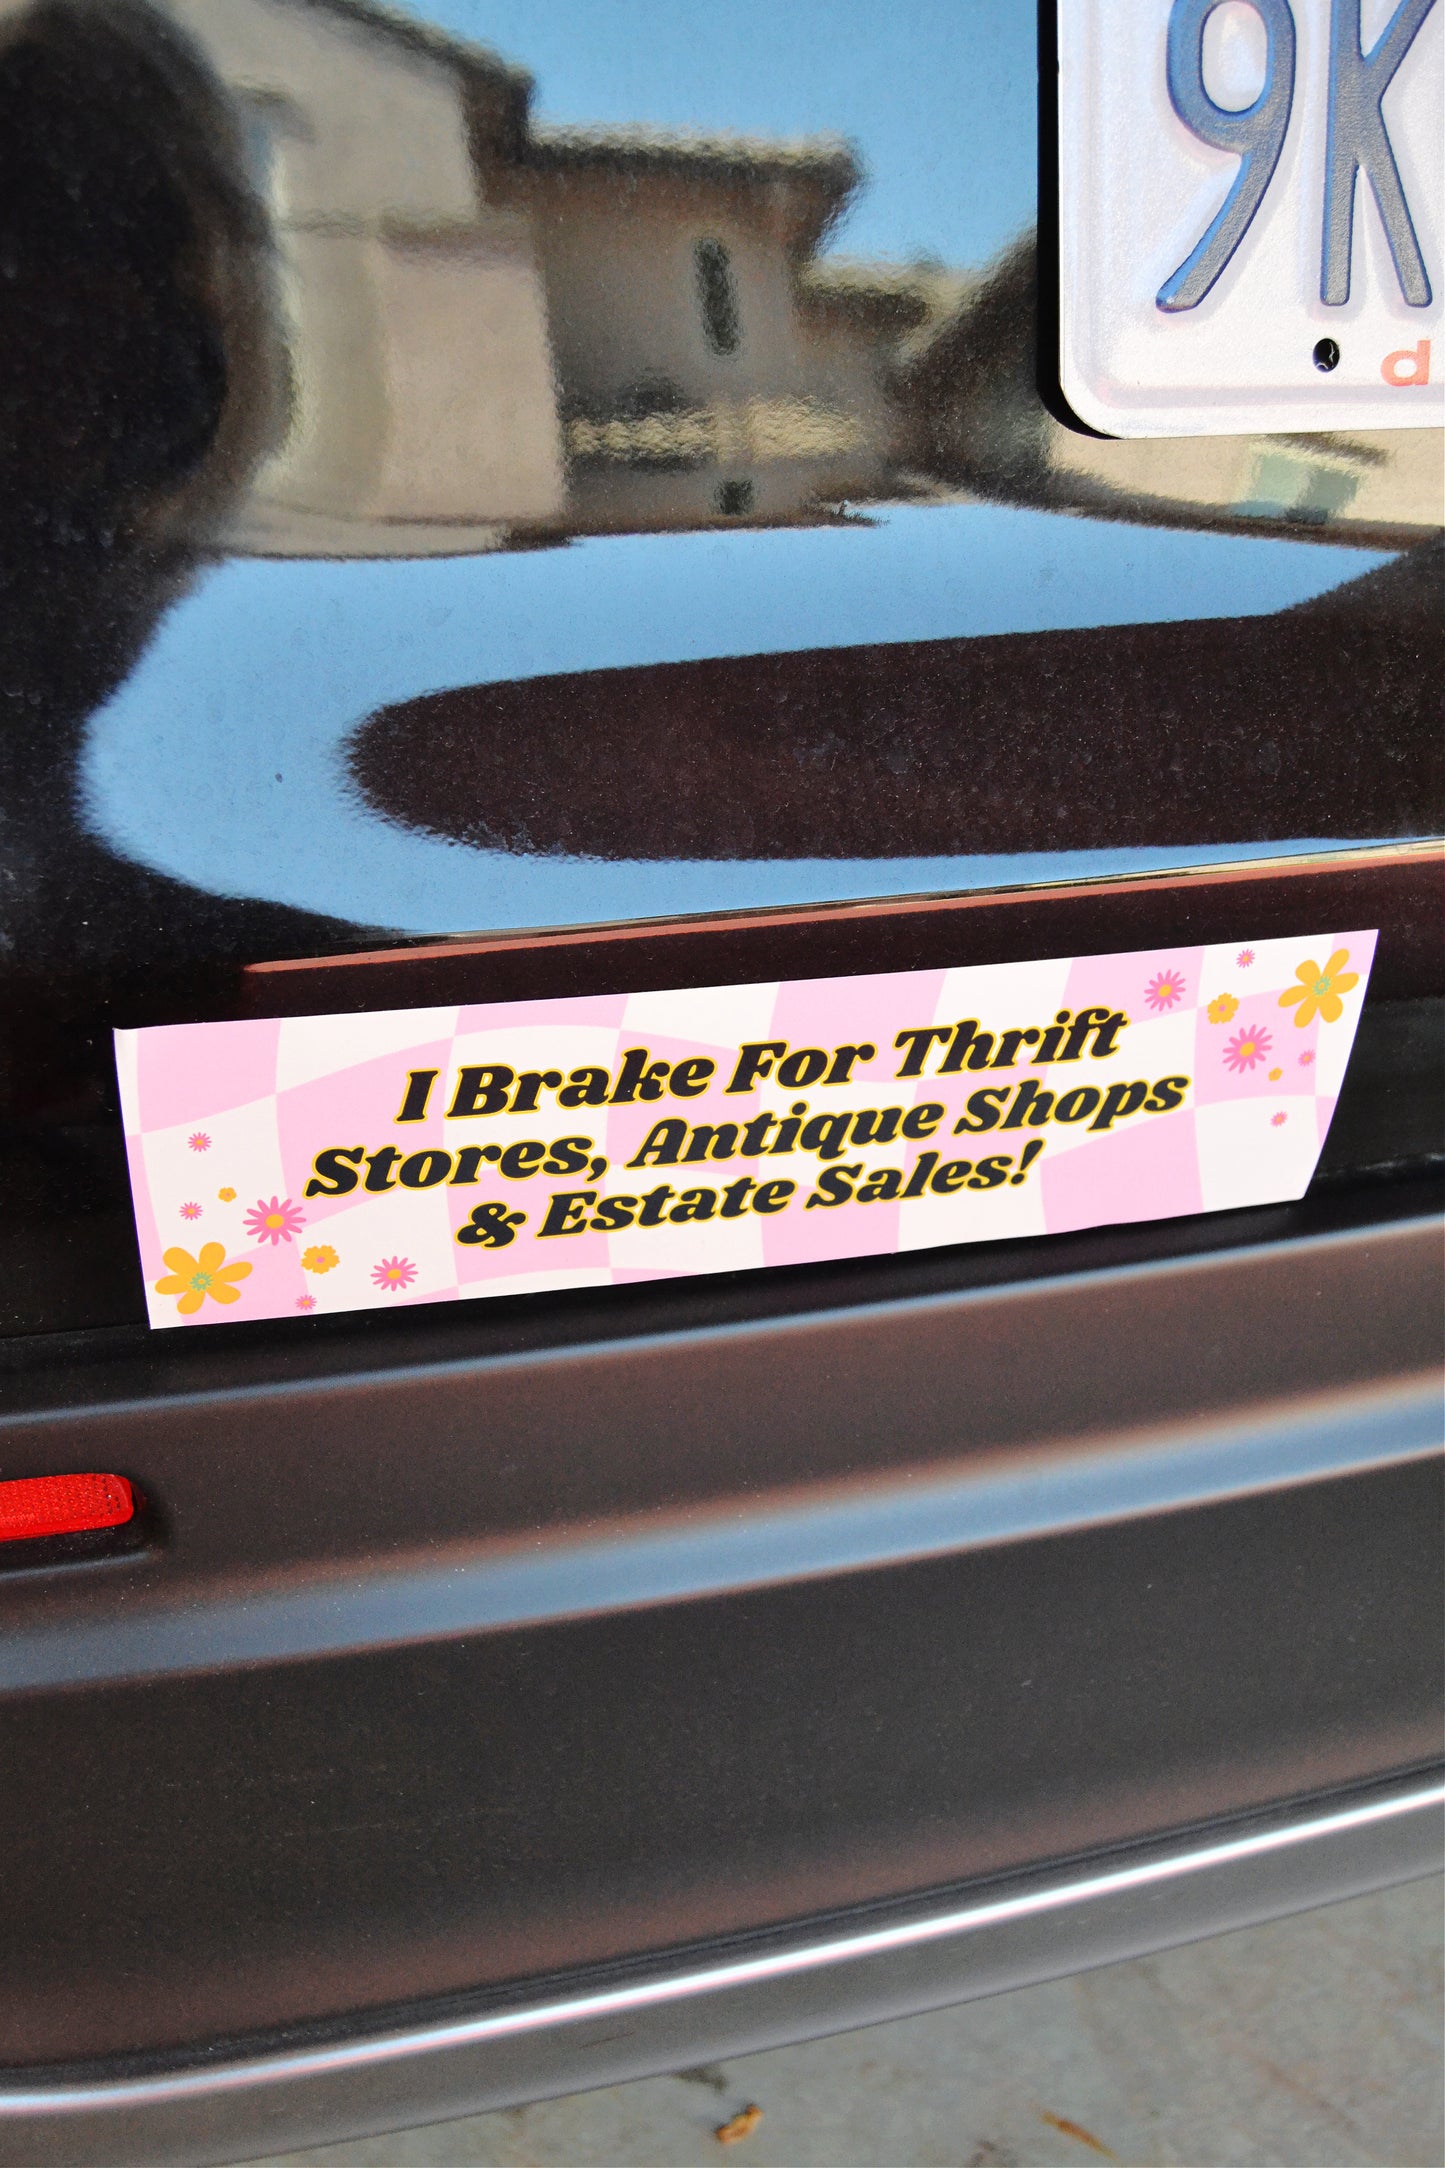 9K
d
I Brake For Thrift
Stores, Antique Shops
& Estate Sales!